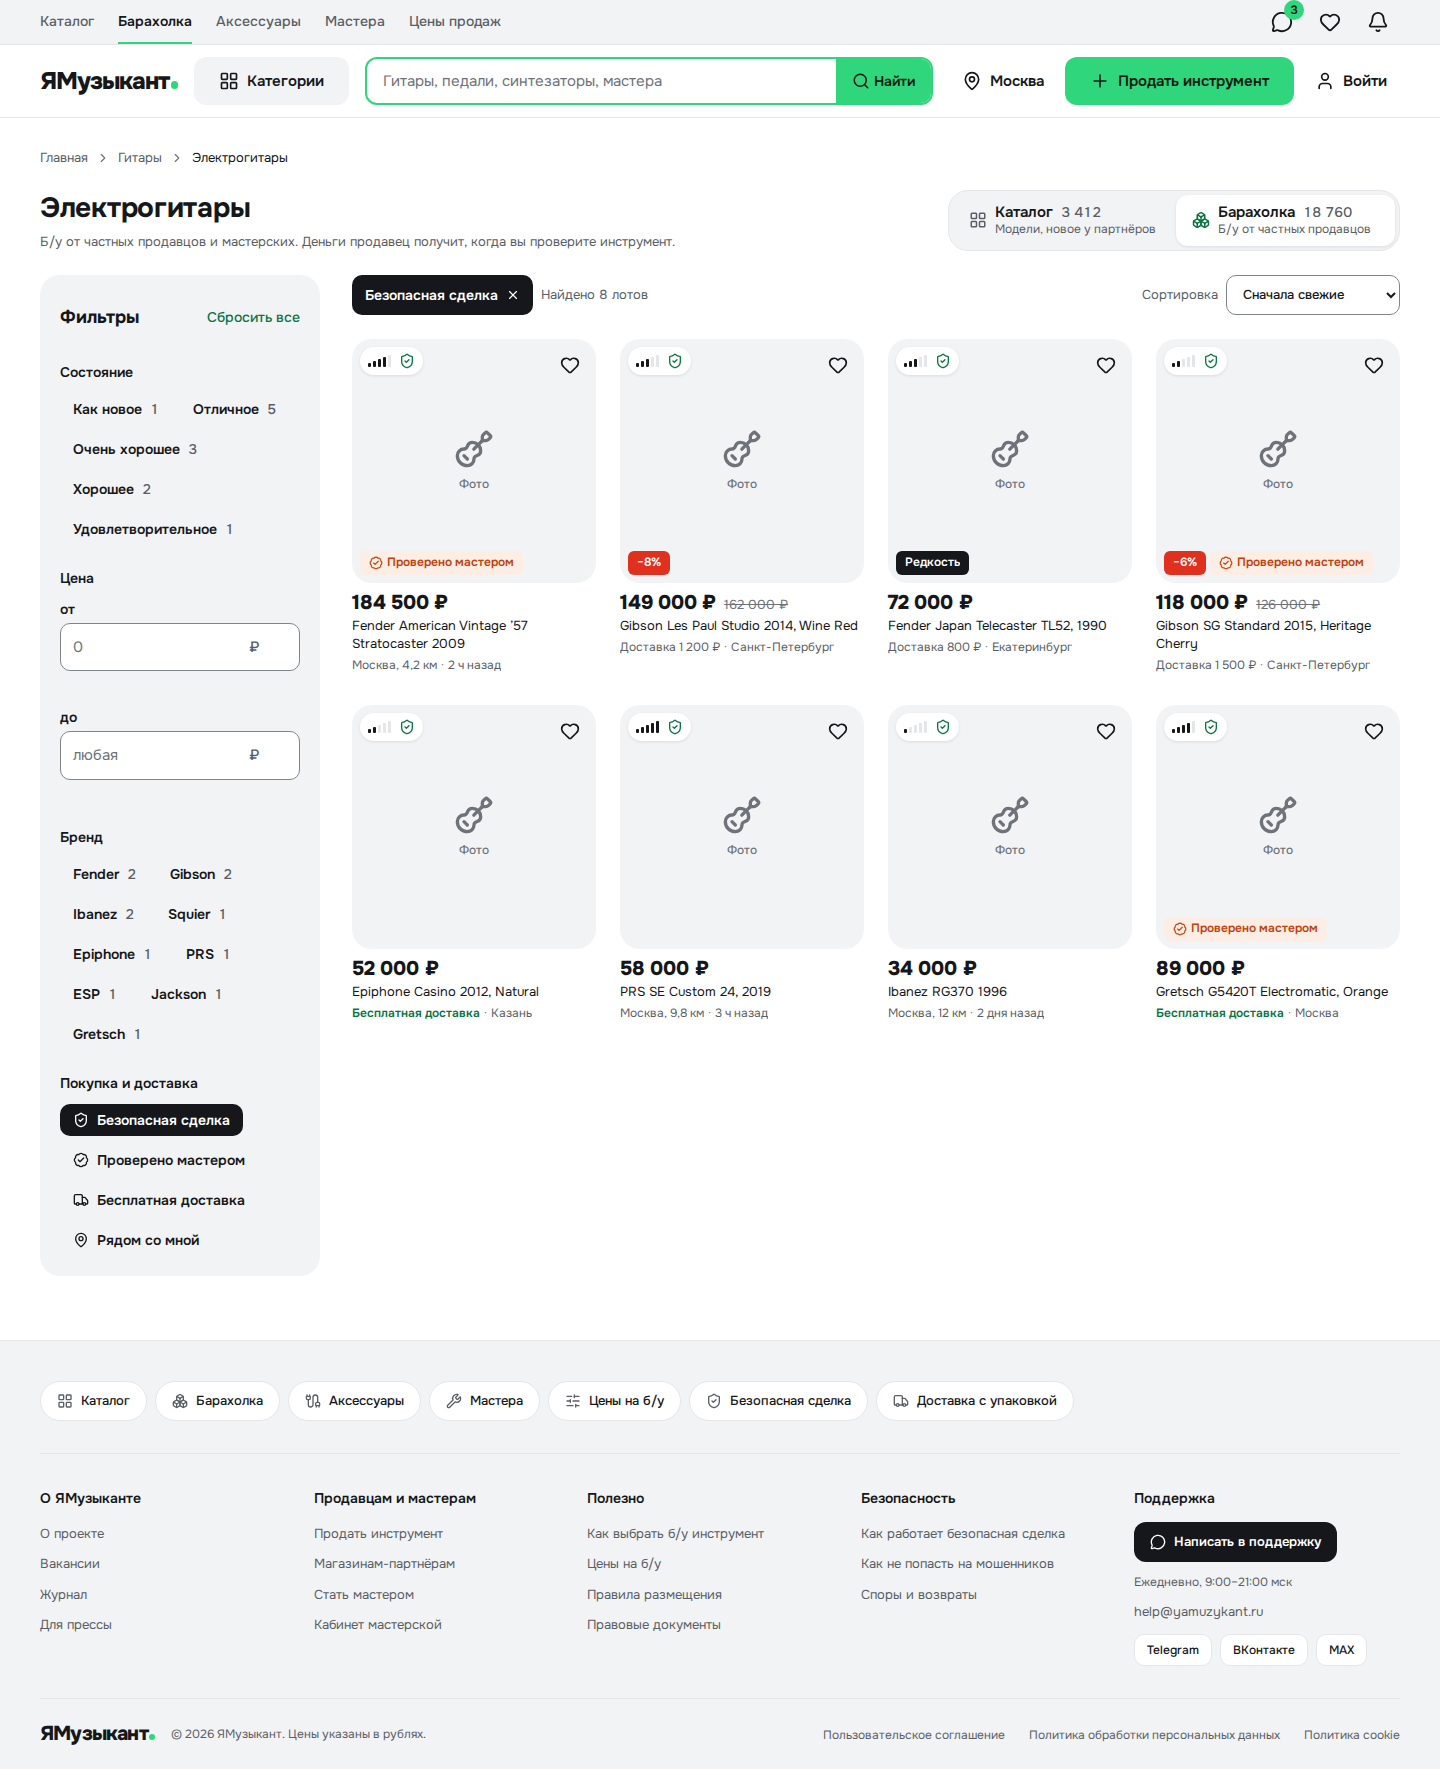 Каталог Барахолка Аксессуары Мастера Цены продаж 3
ЯМузыкант. Категории Гитары, педали, синтезаторы, мастера Найти Москва Продать инструмент Войти
Главная Гитары Электрогитары
Электрогитары
Б/у от частных продавцов и мастерских. Деньги продавец получит, когда вы проверите инструмент.
Каталог 3 412
Модели, новое у партнёров
Барахолка 18 760
Б/у от частных продавцов
Фильтры Сбросить все
Состояние
Как новое 1 Отличное 5
Очень хорошее 3
Хорошее 2
Удовлетворительное 1
Цена
от
0 ₽
до
любая ₽
Бренд
Fender 2 Gibson 2
Ibanez 2 Squier 1
Epiphone 1 PRS 1
ESP 1 Jackson 1
Gretsch 1
Покупка и доставка
Безопасная сделка
Проверено мастером
Бесплатная доставка
Рядом со мной
Безопасная сделка Найдено 8 лотов Сортировка Сначала свежие
Фото
Проверено мастером
184 500 ₽
Fender American Vintage ’57
Stratocaster 2009
Москва, 4,2 км · 2 ч назад
Фото
−8%
149 000 ₽ 162 000 ₽
Gibson Les Paul Studio 2014, Wine Red
Доставка 1 200 ₽ · Санкт-Петербург
Фото
Редкость
72 000 ₽
Fender Japan Telecaster TL52, 1990
Доставка 800 ₽ · Екатеринбург
Фото
−6% Проверено мастером
118 000 ₽ 126 000 ₽
Gibson SG Standard 2015, Heritage
Cherry
Доставка 1 500 ₽ · Санкт-Петербург
Фото
52 000 ₽
Epiphone Casino 2012, Natural
Бесплатная доставка · Казань
Фото
58 000 ₽
PRS SE Custom 24, 2019
Москва, 9,8 км · 3 ч назад
Фото
34 000 ₽
Ibanez RG370 1996
Москва, 12 км · 2 дня назад
Фото
Проверено мастером
89 000 ₽
Gretsch G5420T Electromatic, Orange
Бесплатная доставка · Москва
Каталог Барахолка Аксессуары Мастера Цены на б/у Безопасная сделка Доставка с упаковкой
О ЯМузыканте
О проекте
Вакансии
Журнал
Для прессы
Продавцам и мастерам
Продать инструмент
Магазинам-партнёрам
Стать мастером
Кабинет мастерской
Полезно
Как выбрать б/у инструмент
Цены на б/у
Правила размещения
Правовые документы
Безопасность
Как работает безопасная сделка
Как не попасть на мошенников
Споры и возвраты
Поддержка
Написать в поддержку
Ежедневно, 9:00–21:00 мск
help@yamuzykant.ru
Telegram ВКонтакте MAX
ЯМузыкант. © 2026 ЯМузыкант. Цены указаны в рублях.
Пользовательское соглашение Политика обработки персональных данных Политика cookie